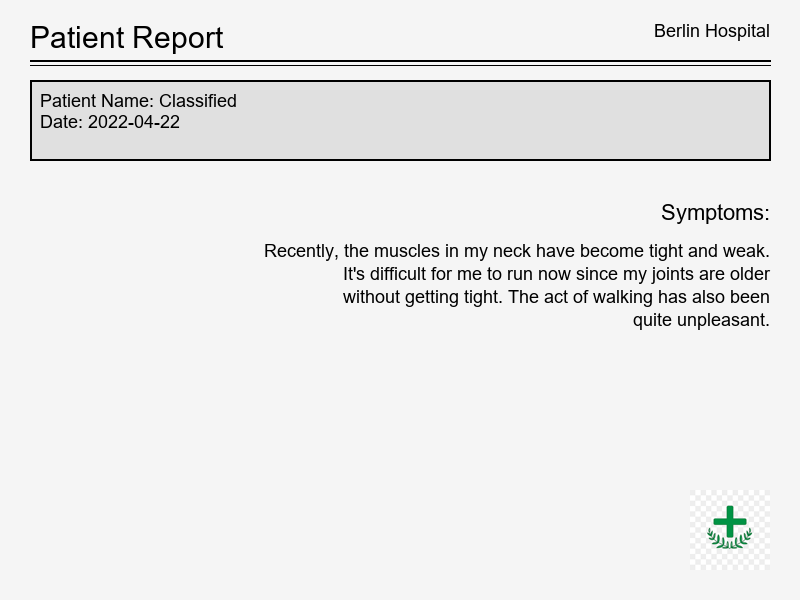 Patient Report
Berlin Hospital
Patient Name: Classified
Date: 2022-04-22
Symptoms:
Recently, the muscles in my neck have become tight and weak.
It's difficult for me to run now since my joints are older
without getting tight. The act of walking has also been
quite unpleasant.